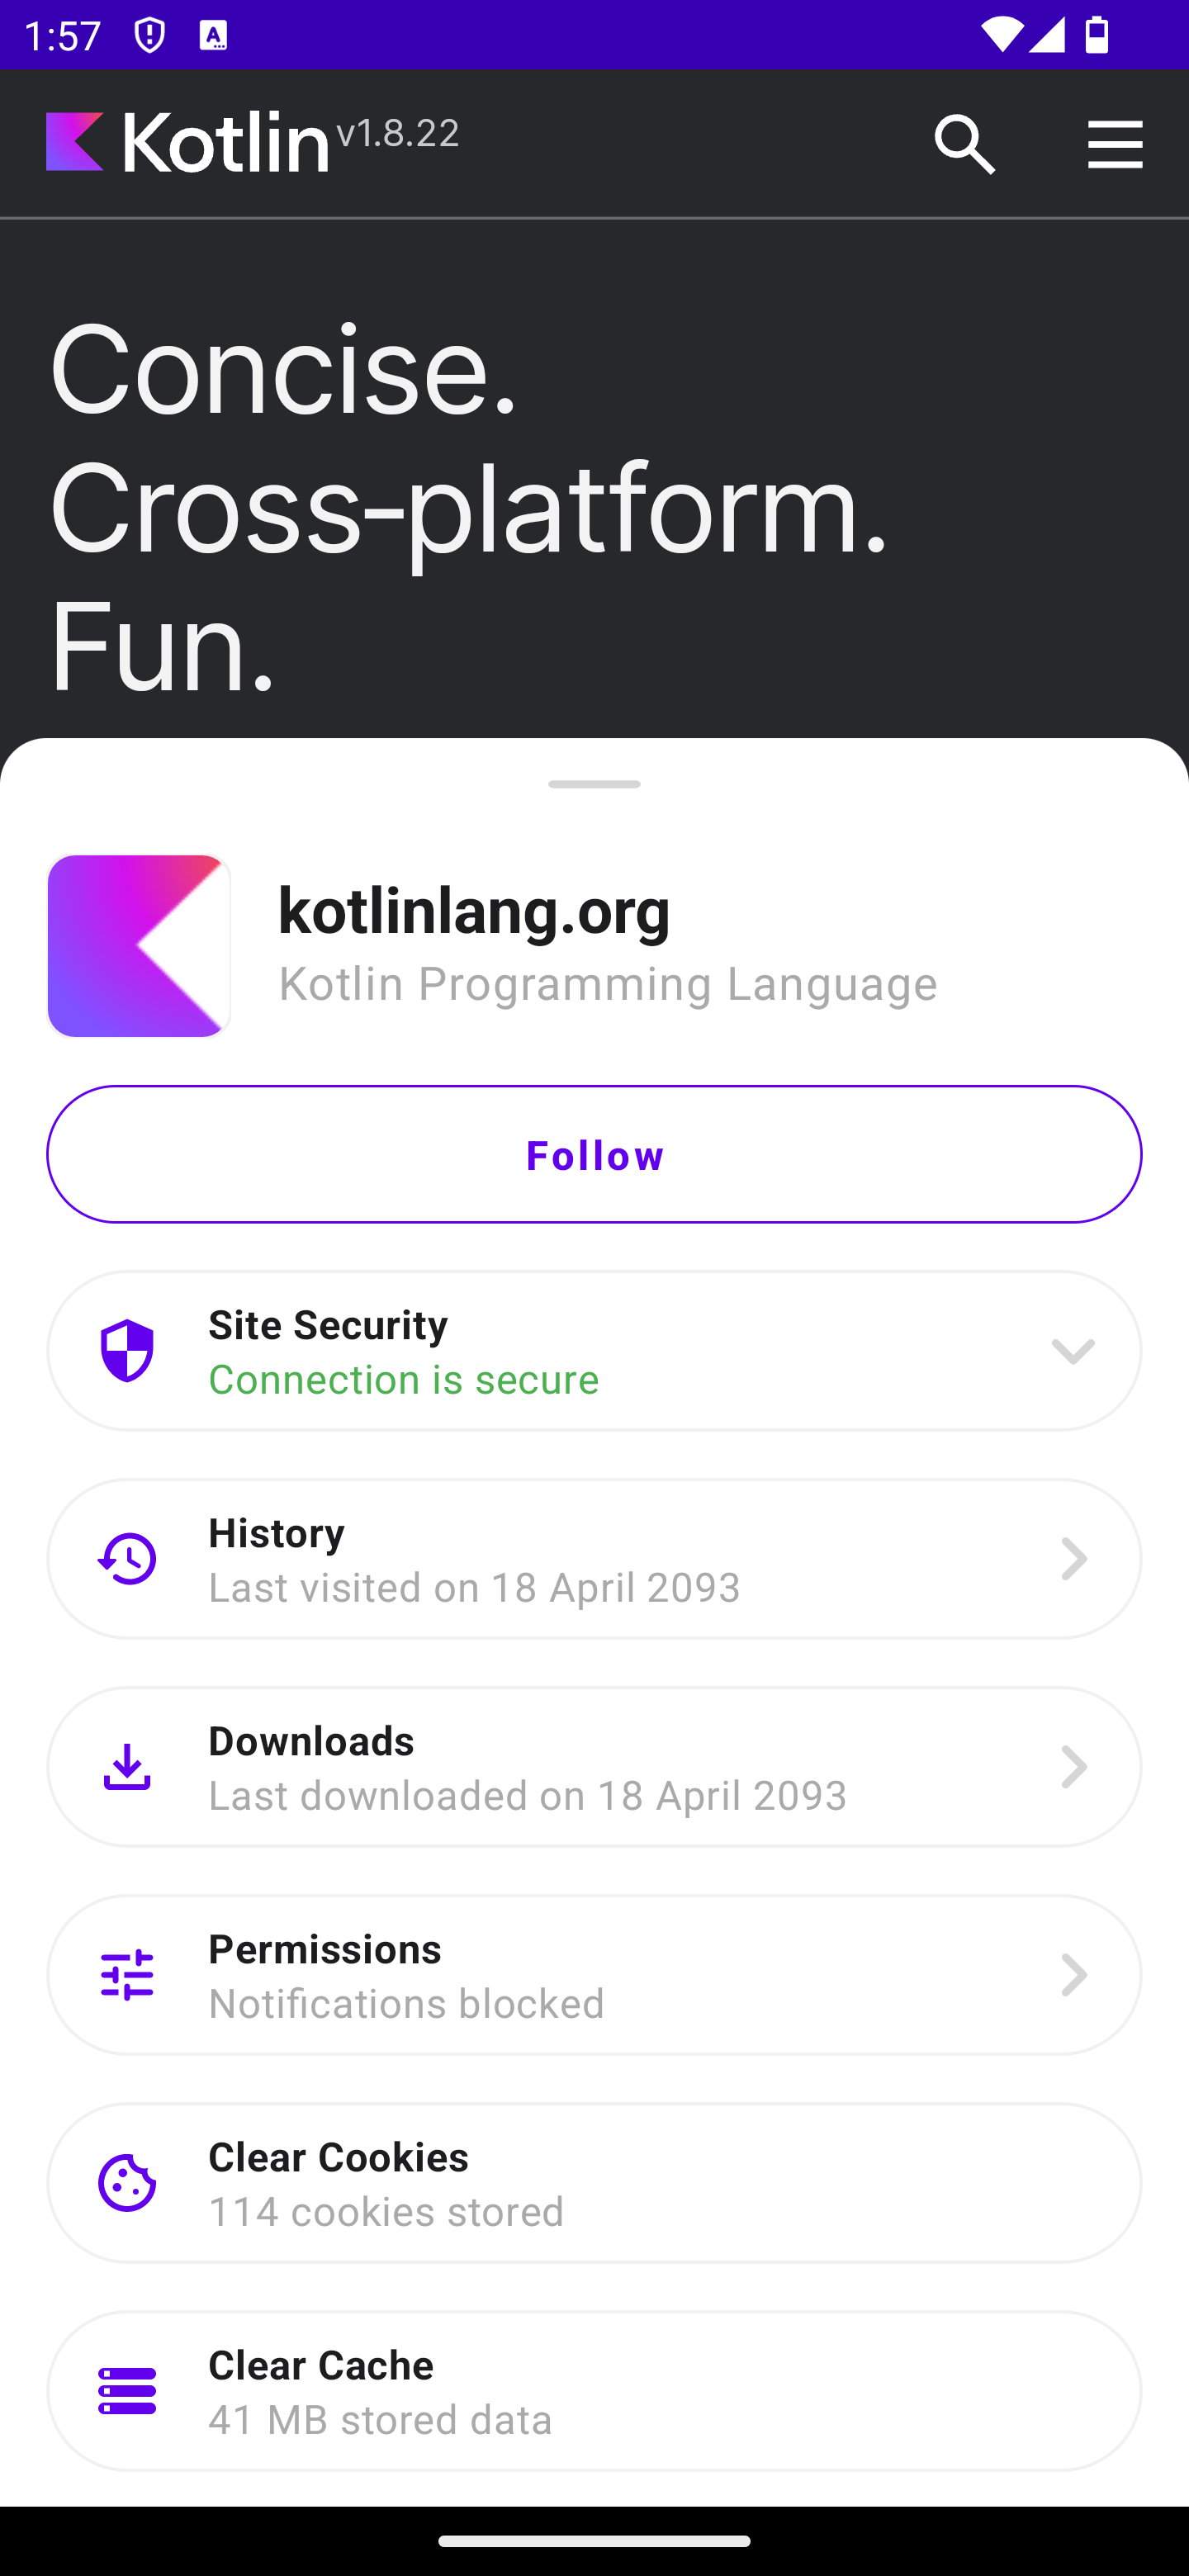 1:57
Kotlin v1.8.22
Concise.
Cross-platform.
Fun.
kotlinlang.org
Kotlin Programming Language
Follow
Site Security
Connection is secure
History
Last visited on 18 April 2093
Downloads
Last downloaded on 18 April 2093
Permissions
Notifications blocked
Clear Cookies
114 cookies stored
Clear Cache
41 MB stored data